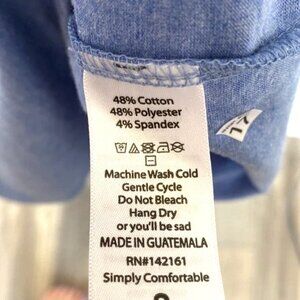 48% Cotton
48% Polyester
4% Spandex
Machine Wash Cold
Gentle Cycle
Do Not Bleach
Hang Dry
or you'll be sad
MADE IN GUATEMALA
RN#142161
Simply Comfortable
17